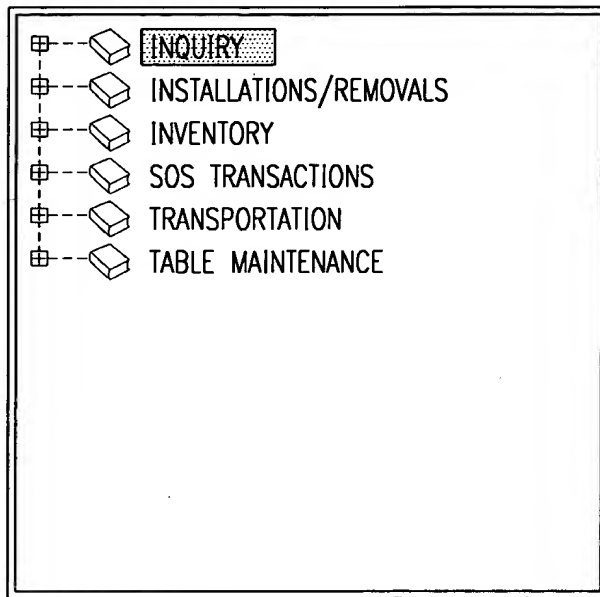 INQUIRY
INSTALLATIONS/REMOVALS
INVENTORY
SOS TRANSACTIONS
TRANSPORTATION
TABLE MAINTENANCE